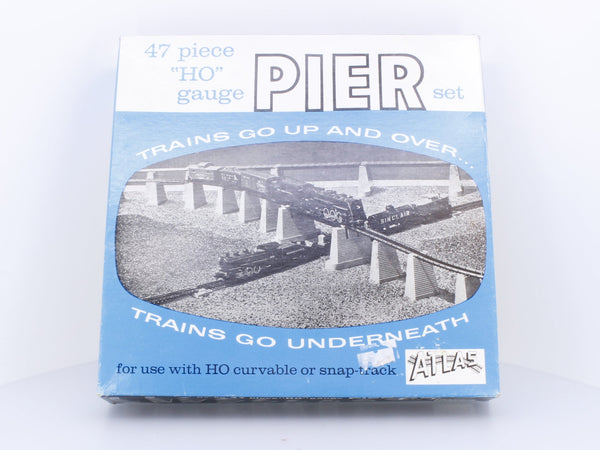 47 piece
"HO"
gauge
PIER set
TRAINS GO UP AND OVER...
SINCLAIR
TRAINS GO UNDERNEATH
for use with HO curvable or snap-track
ATLAS